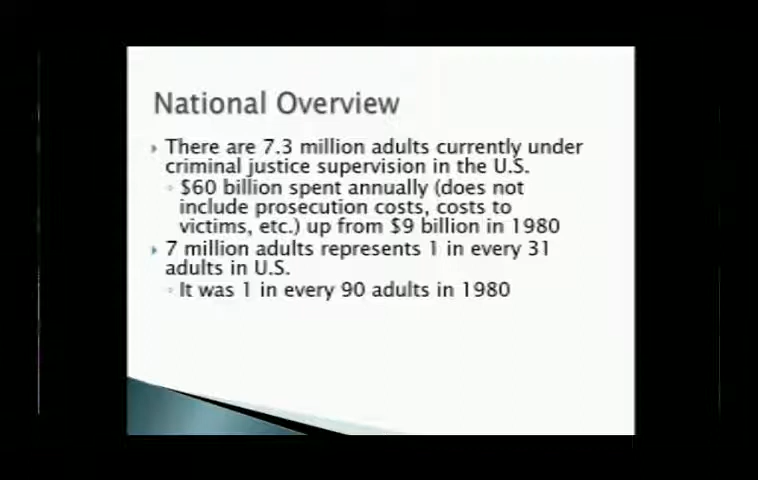 National Overview
There are 7.3 million adults currently under
criminal justice supervision in the U.S.
$60 billion spent annually (does not
include prosecution costs, costs to
victims, etc.) up from $9 billion in 1980
7 million adults represents 1 in every 31
adults in U.S.
It was 1 in every 90 adults in 1980